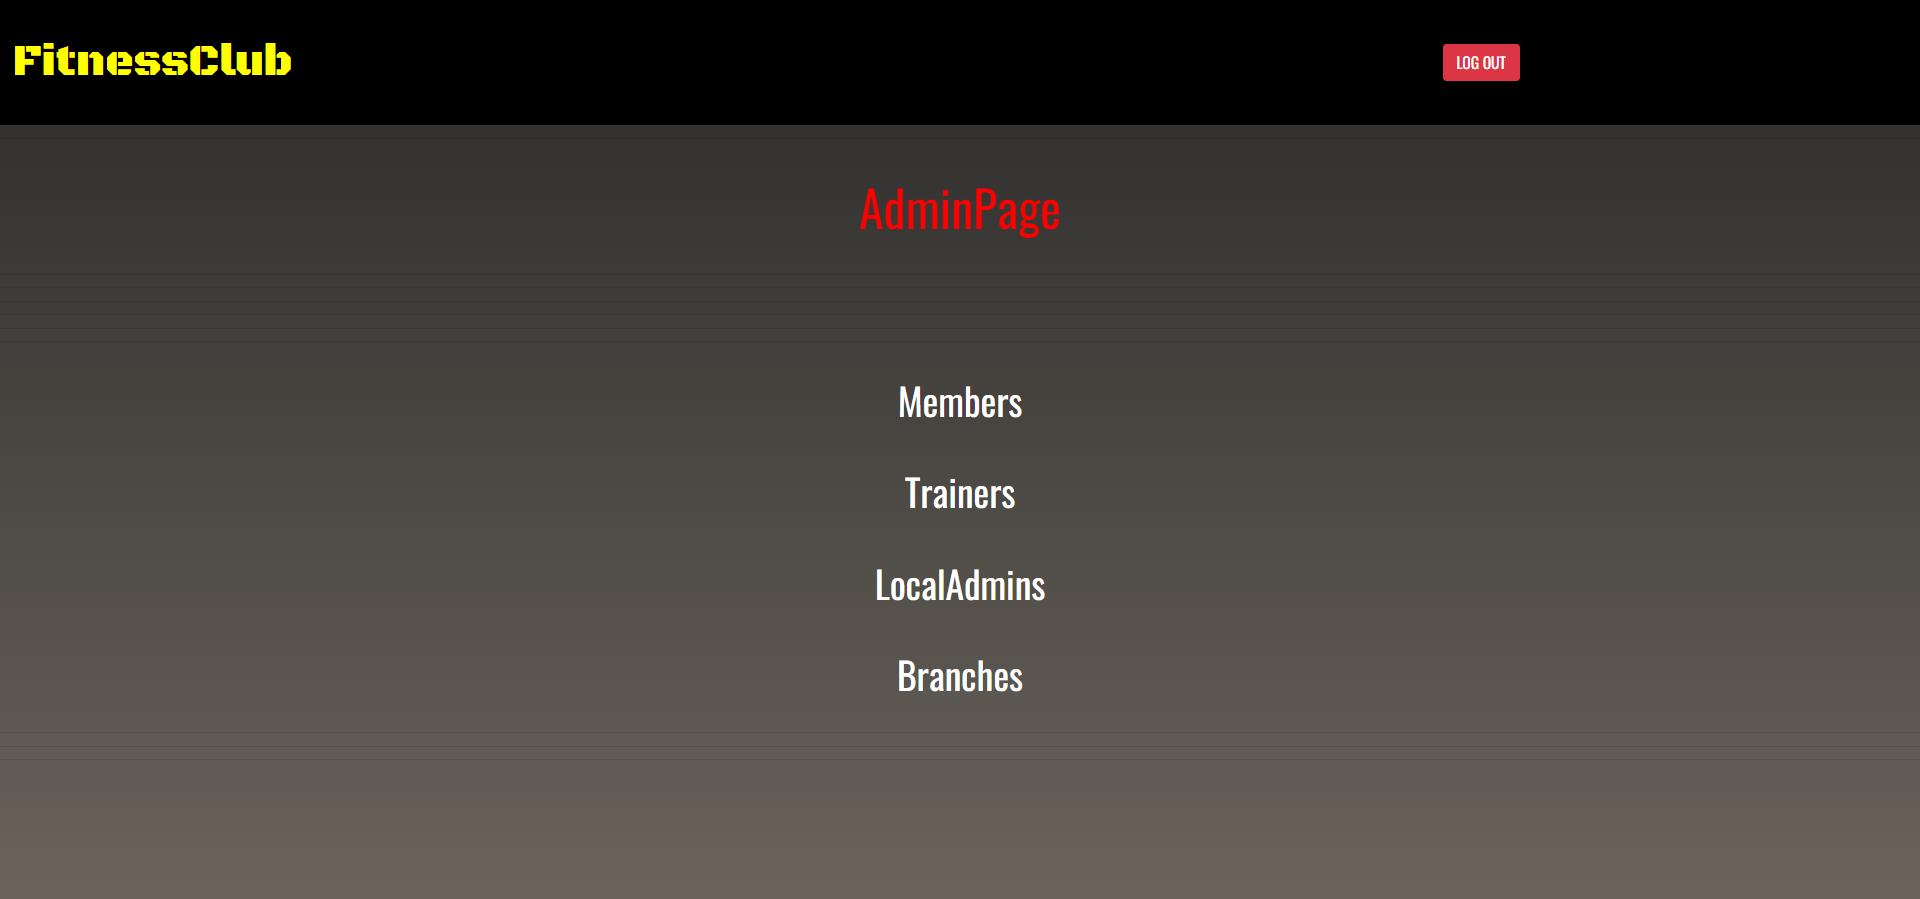 FitnessClub
LOG OUT
AdminPage
Members
Trainers
LocalAdmins
Branches